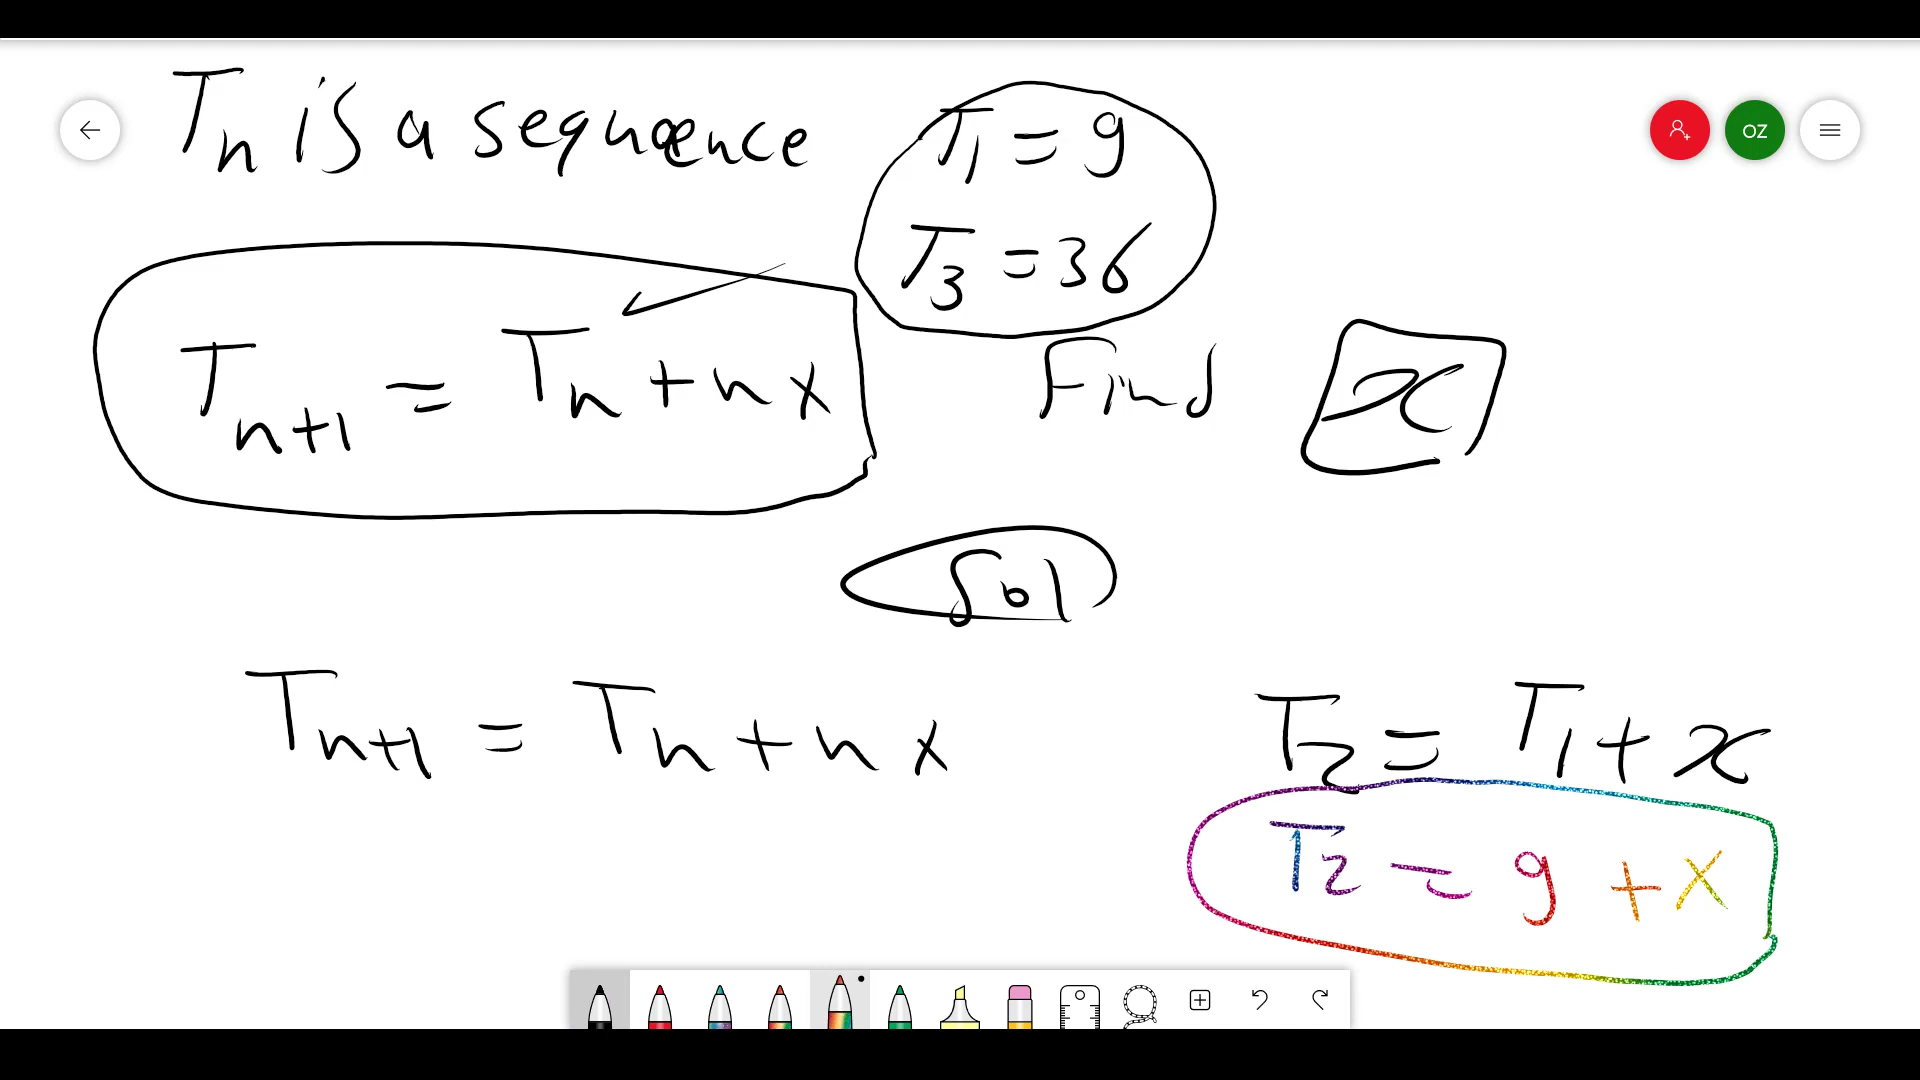 Tn is a sequence
T1 = 9
T3 = 36
Tn+1 = Tn + nx
Find x
Sol
Tn+1 = Tn + nx
T2 = T1 + x
T2 = 9 + x
OZ